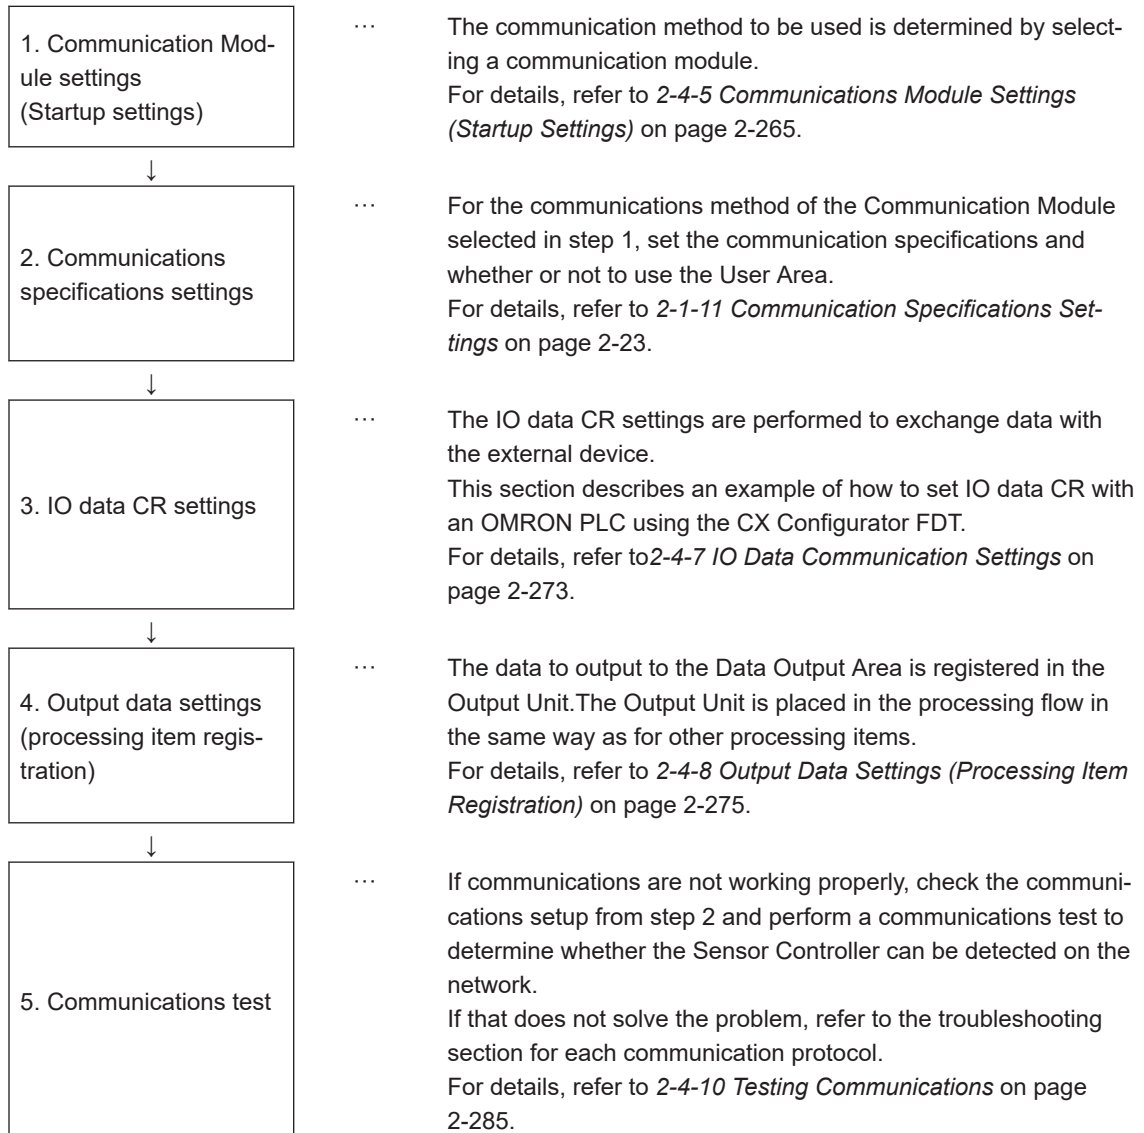 1. Communication Mod-
ule settings
(Startup settings)
…
The communication method to be used is determined by select-
ing a communication module.
For details, refer to 2-4-5 Communications Module Settings
(Startup Settings) on page 2-265.
↓
2. Communications
specifications settings
…
For the communications method of the Communication Module
selected in step 1, set the communication specifications and
whether or not to use the User Area.
For details, refer to 2-1-11 Communication Specifications Set-
tings on page 2-23.
↓
3. IO data CR settings
…
The IO data CR settings are performed to exchange data with
the external device.
This section describes an example of how to set IO data CR with
an OMRON PLC using the CX Configurator FDT.
For details, refer to2-4-7 IO Data Communication Settings on
page 2-273.
↓
4. Output data settings
(processing item regis-
tration)
…
The data to output to the Data Output Area is registered in the
Output Unit.The Output Unit is placed in the processing flow in
the same way as for other processing items.
For details, refer to 2-4-8 Output Data Settings (Processing Item
Registration) on page 2-275.
↓
5. Communications test
…
If communications are not working properly, check the communi-
cations setup from step 2 and perform a communications test to
determine whether the Sensor Controller can be detected on the
network.
If that does not solve the problem, refer to the troubleshooting
section for each communication protocol.
For details, refer to 2-4-10 Testing Communications on page
2-285.